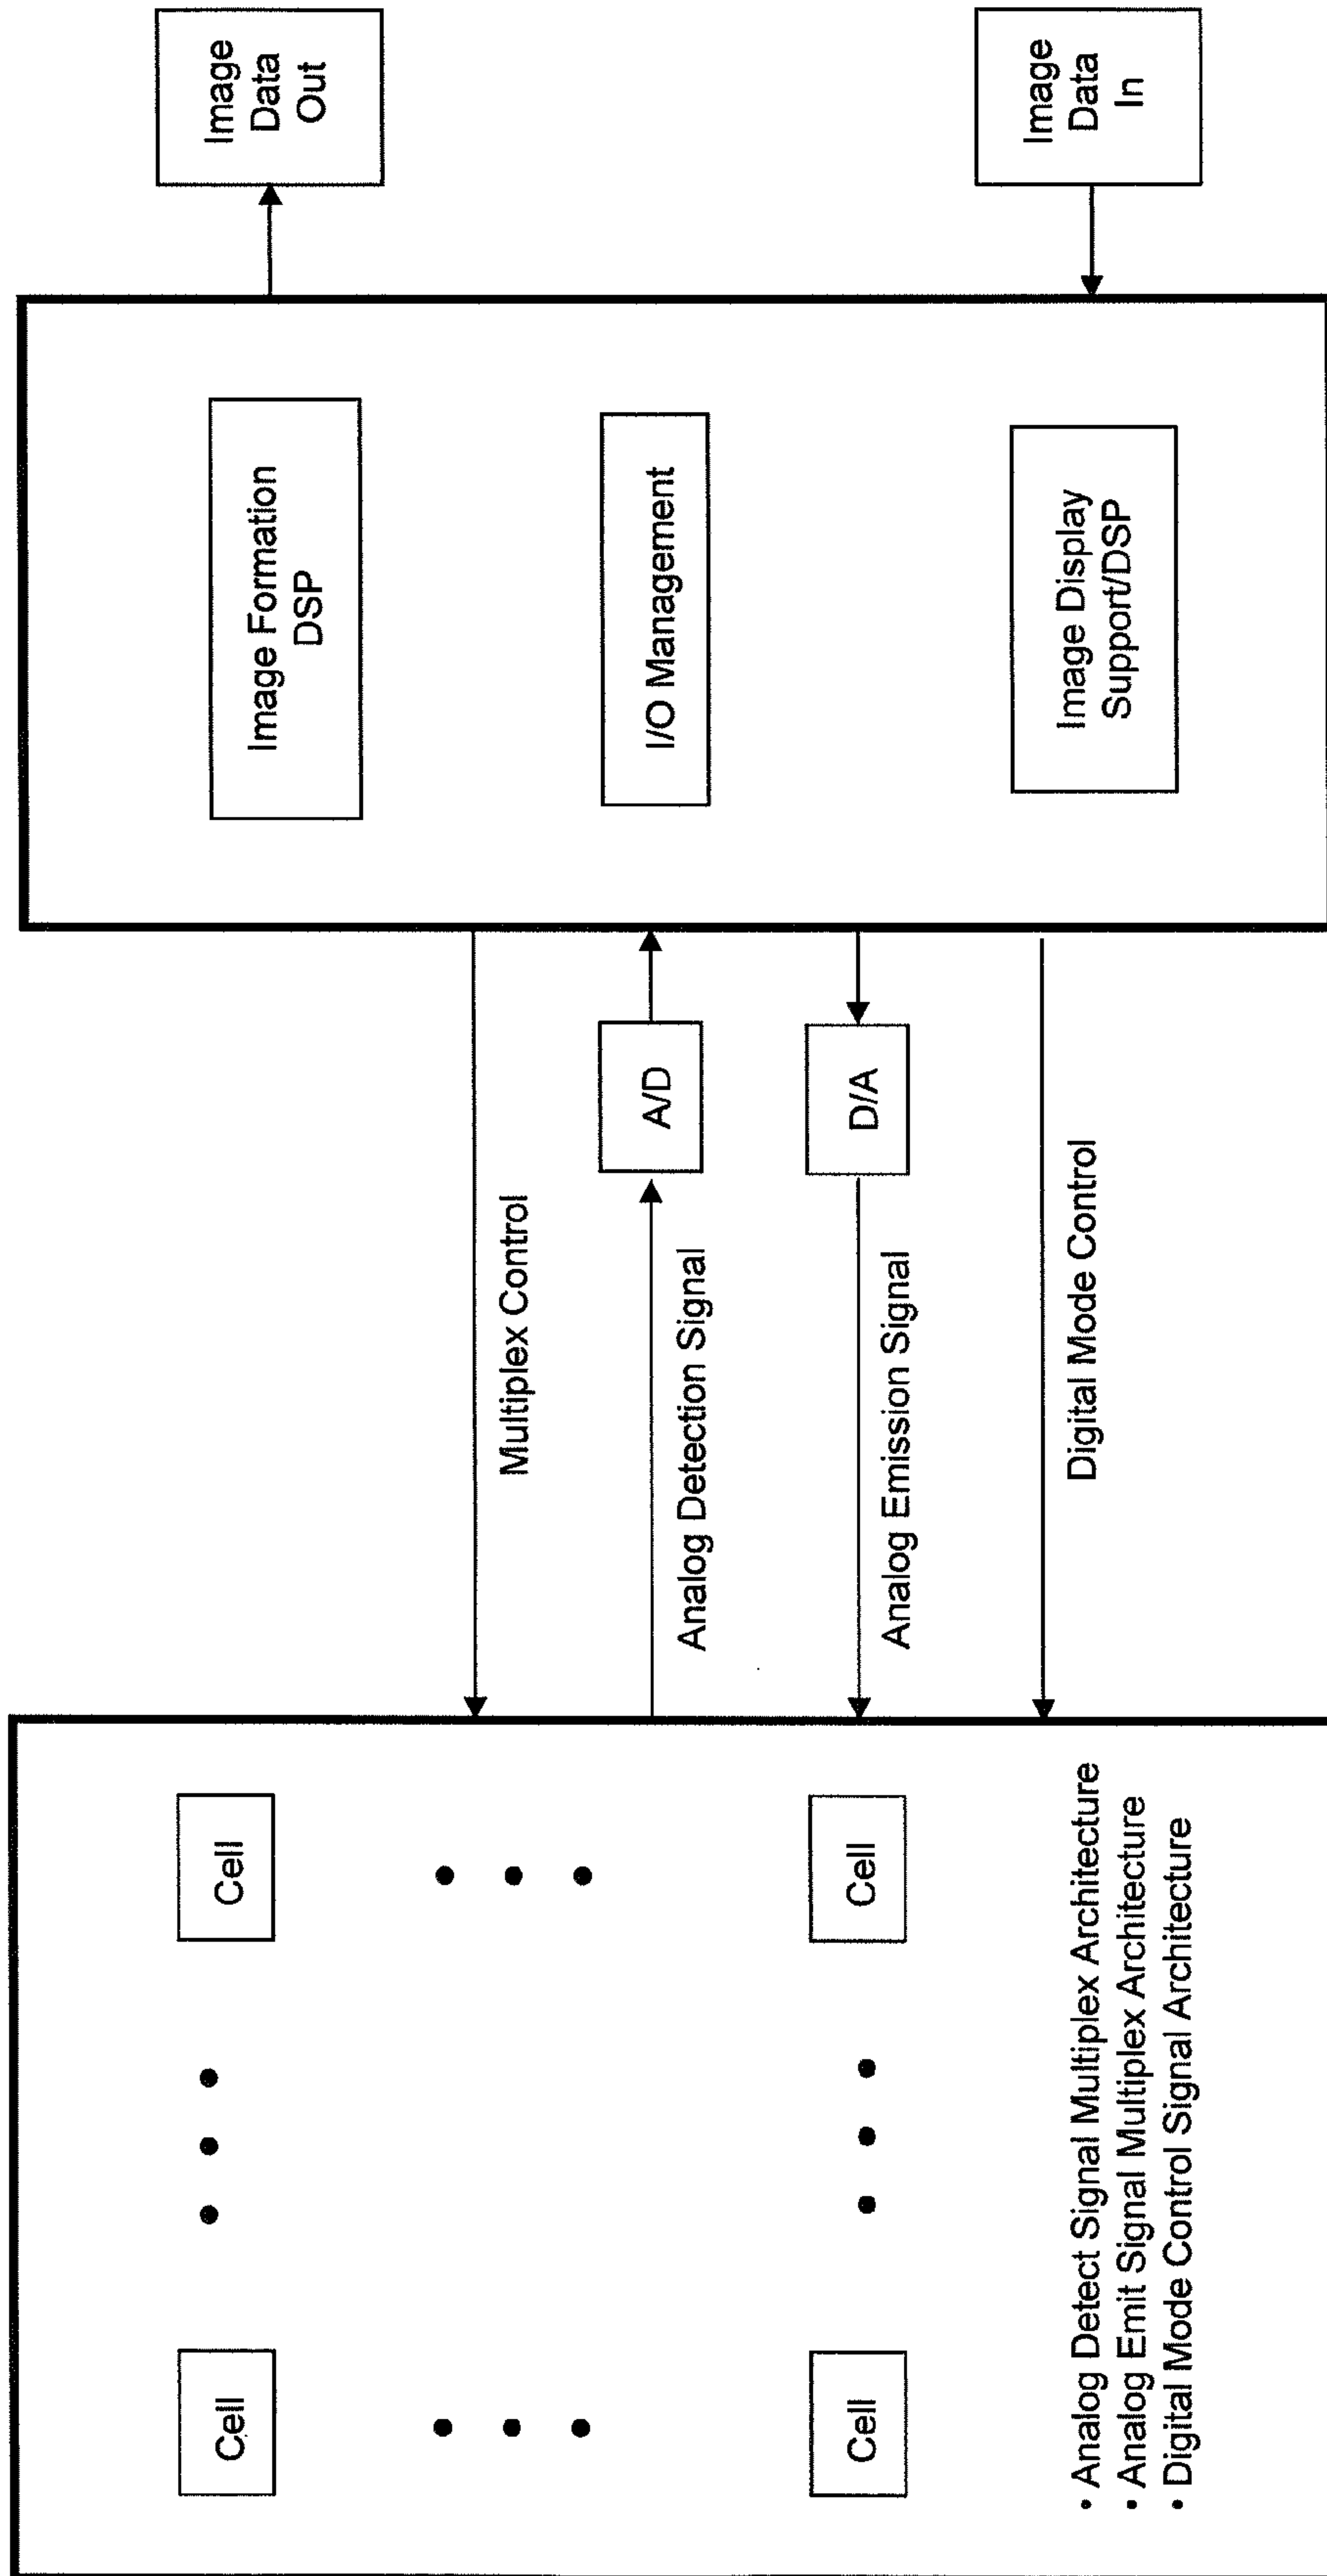 Cell
Cell
Cell
Cell
• Analog Detect Signal Multiplex Architecture
• Analog Emit Signal Multiplex Architecture
• Digital Mode Control Signal Architecture
Multiplex Control
Analog Detection Signal
A/D
Analog Emission Signal
D/A
Digital Mode Control
Image Formation
DSP
I/O Management
Image Display
Support/DSP
Image
Data
Out
Image
Data
In